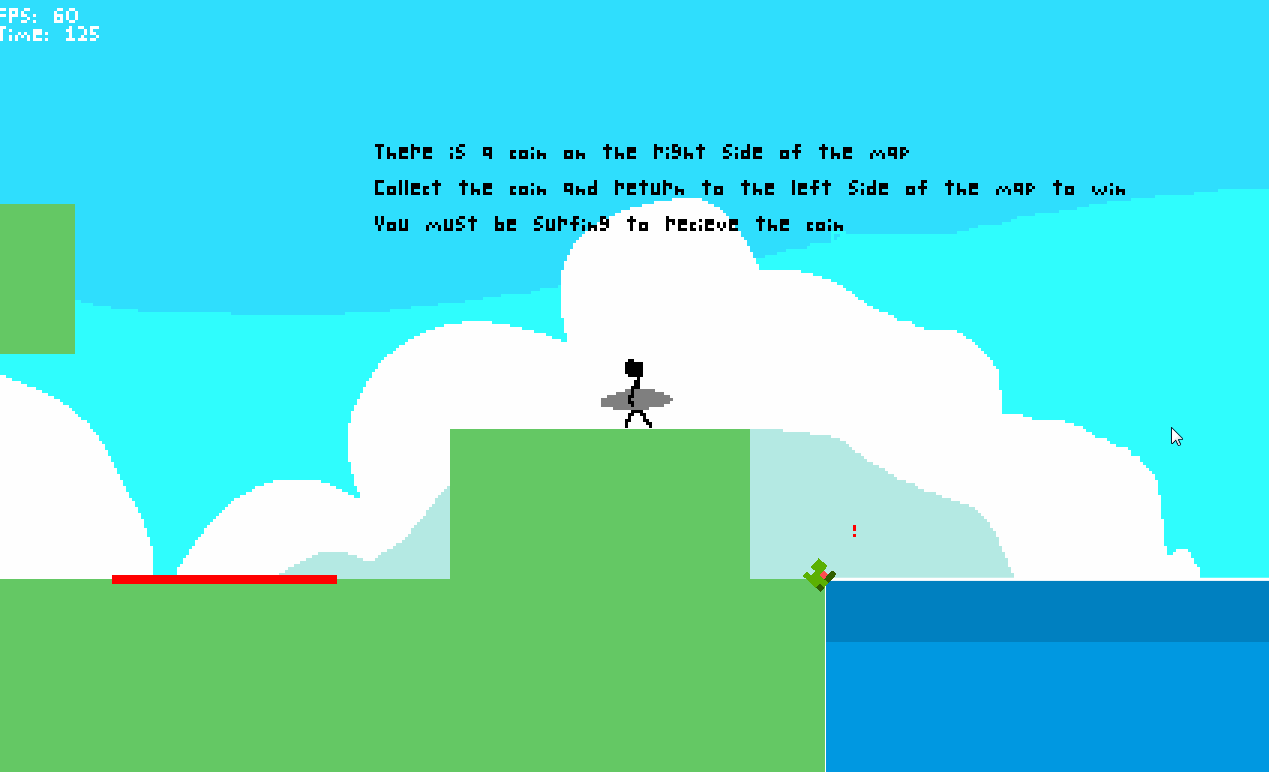 FPS: 60
Time: 125
There is a coin on the right side of the map
Collect the coin and return to the left side of the map to win
You must be surfing to recieve the coin
!